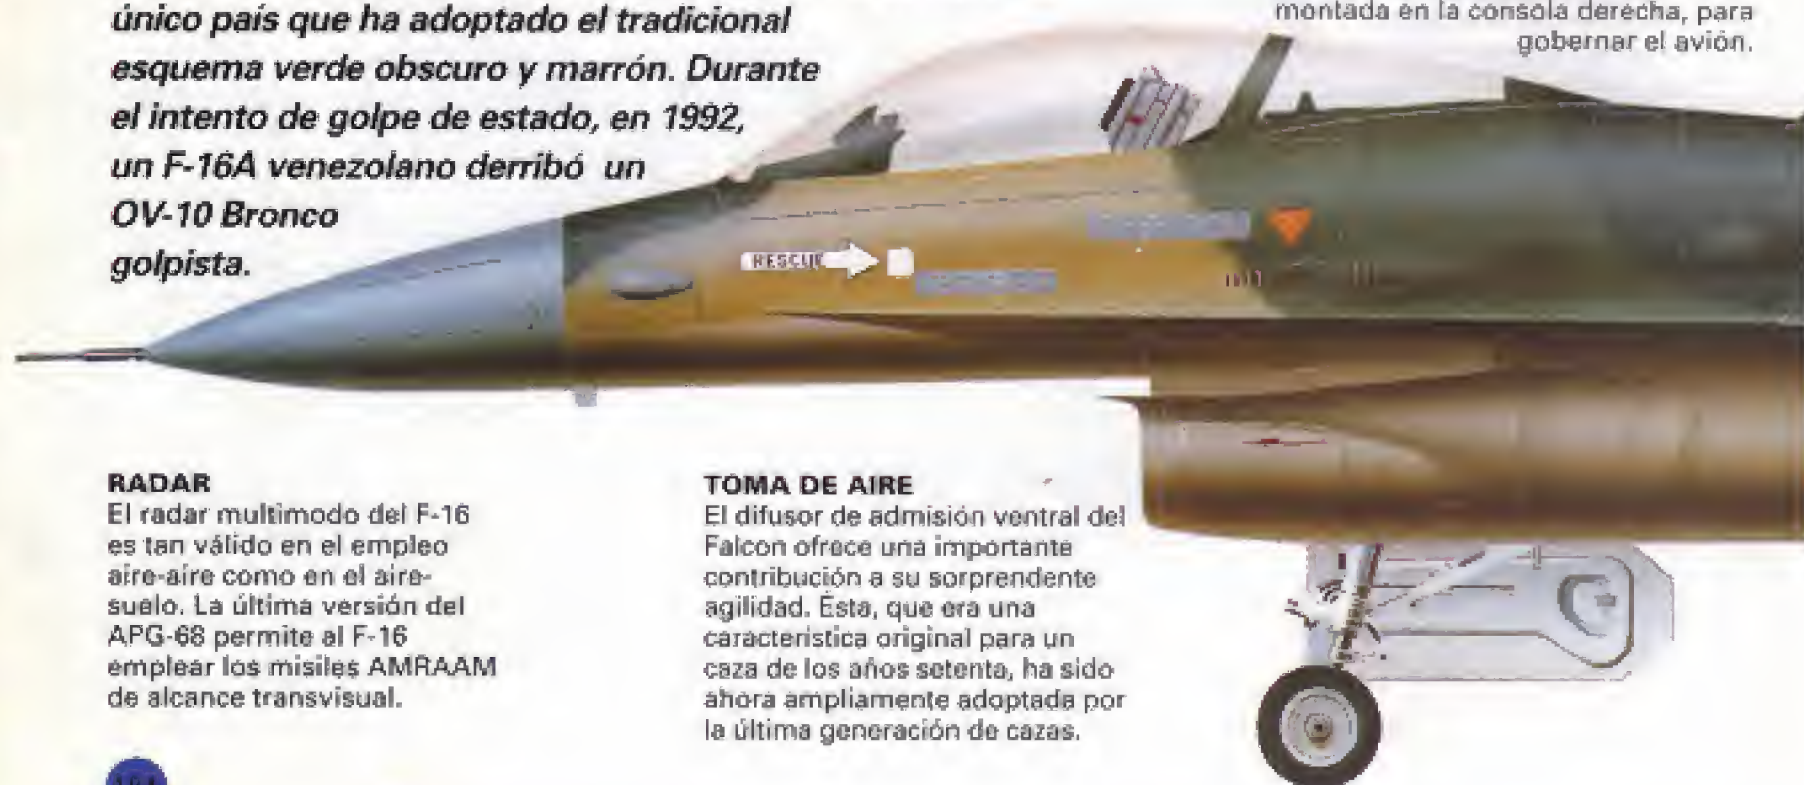 único país que ha adoptado el tradicional
esquema verde obscuro y marrón. Durante
el intento de golpe de estado, en 1992,
un F-16A venezolano derribó un
OV-10 Bronco
golpista.
montada en la consola derecha, para
gobernar el avión.
RESCUE
RADAR
El radar multimodo del F-16
es tan válido en el empleo
aire-aire como en el aire-
suelo. La última versión del
APG-68 permite al F-16
emplear los misiles AMRAAM
de alcance transvisual.
TOMA DE AIRE
El difusor de admisión ventral del
Falcon ofrece una importante
contribución a su sorprendente
agilidad. Ésta, que era una
característica original para un
caza de los años setenta, ha sido
ahora ampliamente adoptada por
la última generación de cazas.